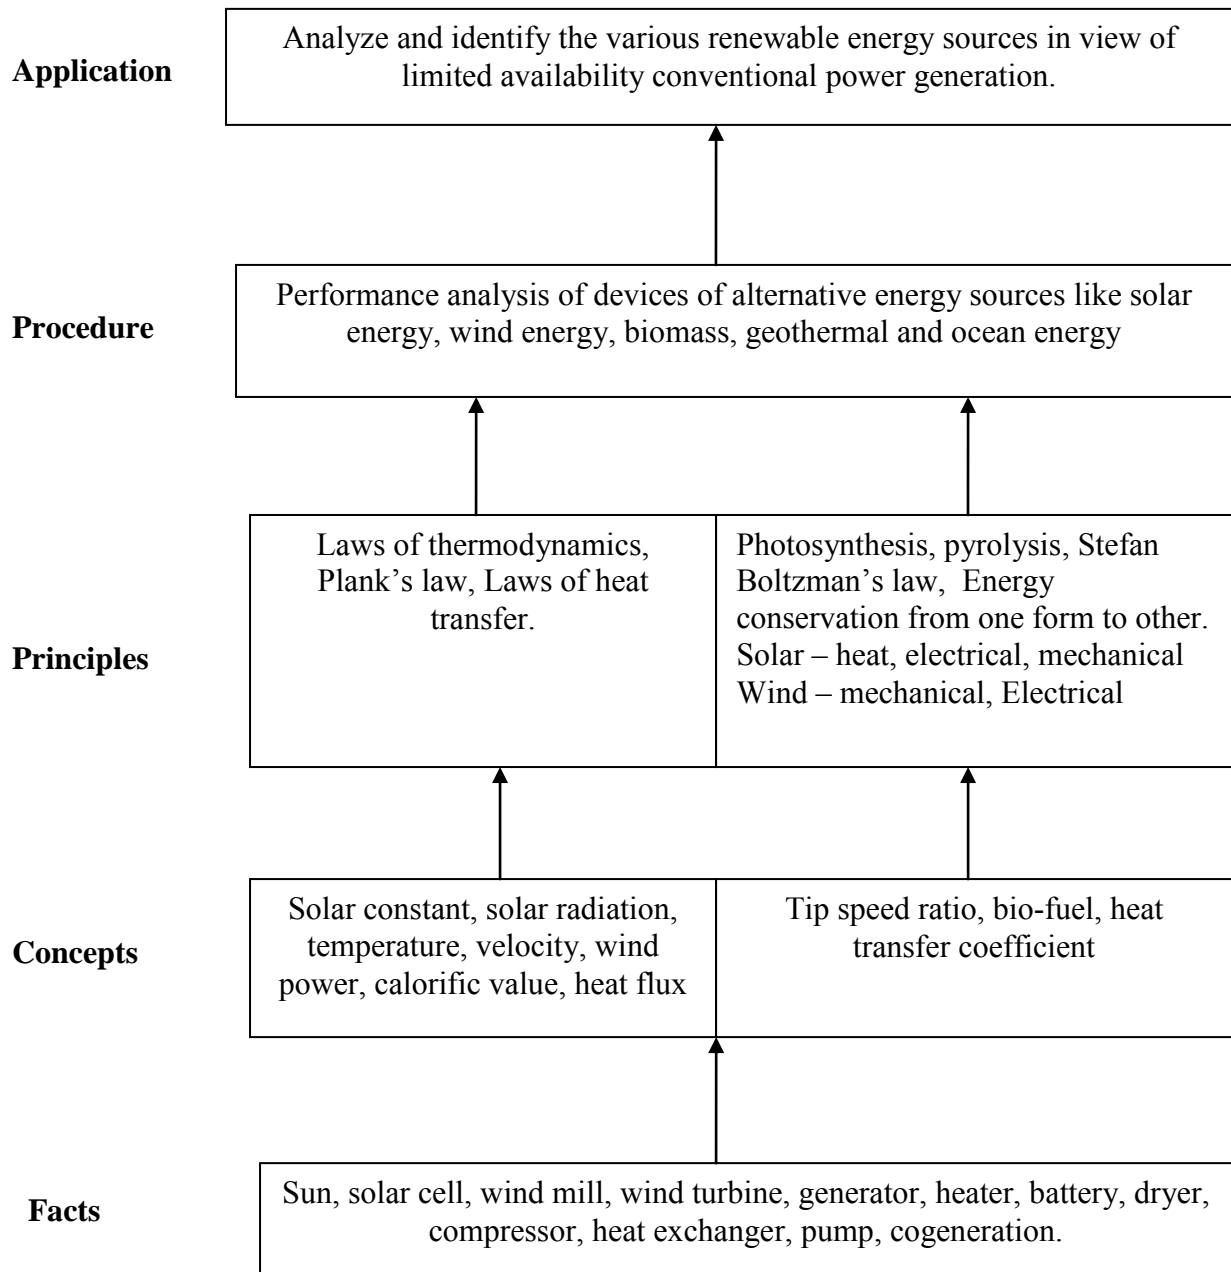 Application
Analyze and identify the various renewable energy sources in view of
limited availability conventional power generation.
Procedure
Performance analysis of devices of alternative energy sources like solar
energy, wind energy, biomass, geothermal and ocean energy
Principles
Laws of thermodynamics,
Plank’s law, Laws of heat
transfer.
Photosynthesis, pyrolysis, Stefan
Boltzman’s law,  Energy
conservation from one form to other.
Solar – heat, electrical, mechanical
Wind – mechanical, Electrical
Concepts
Solar constant, solar radiation,
temperature, velocity, wind
power, calorific value, heat flux
Tip speed ratio, bio-fuel, heat
transfer coefficient
Facts
Sun, solar cell, wind mill, wind turbine, generator, heater, battery, dryer,
compressor, heat exchanger, pump, cogeneration.